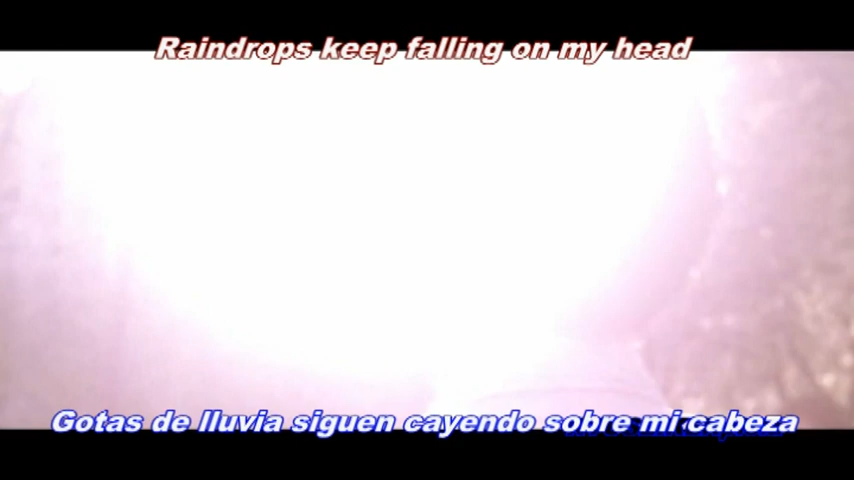 Raindrops keep falling on my head
Gotas de lluvia siguen cayendo sobre mi cabeza